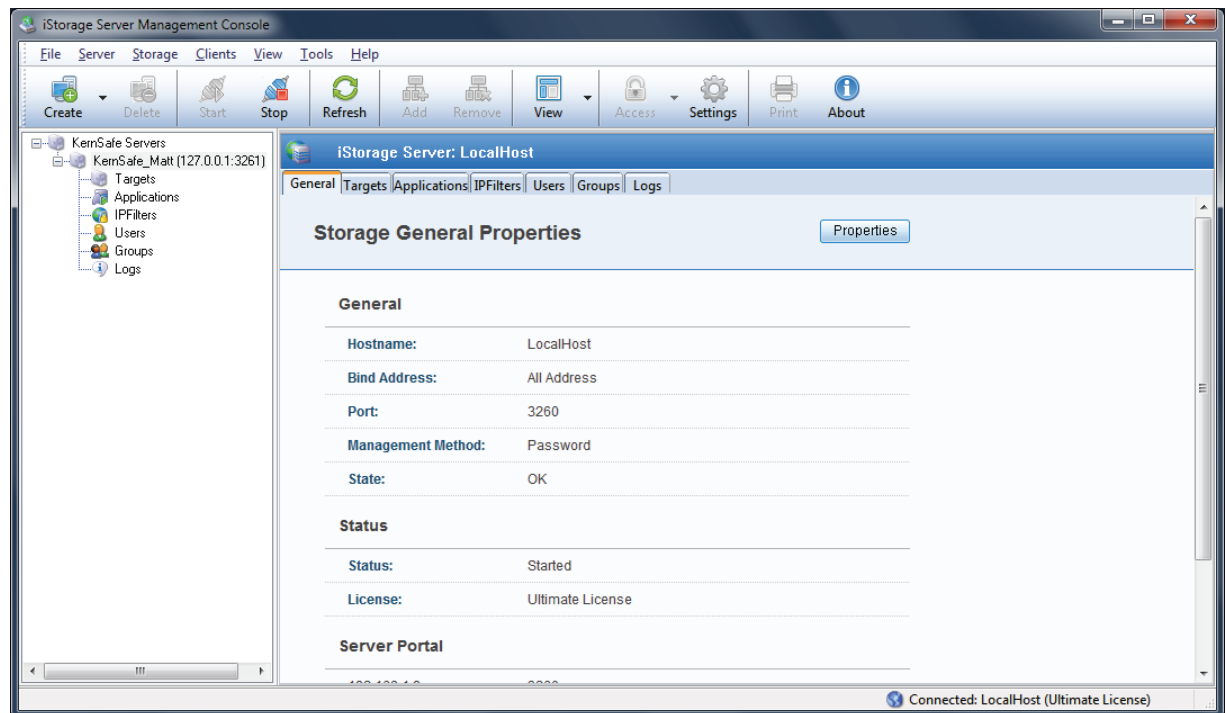 iStorage Server Management Console
File Server Storage Clients View Tools Help
Create Delete Start Stop Refresh Add Remove View Access Settings Print About
KernSafe Servers
KernSafe_Matt (127.0.0.1:3261)
Targets
Applications
IPFilters
Users
Groups
Logs
iStorage Server: LocalHost
General Targets Applications IPFilters Users Groups Logs
Storage General Properties
Properties
General
Hostname: LocalHost
Bind Address: All Address
Port: 3260
Management Method: Password
State: OK
Status
Status: Started
License: Ultimate License
Server Portal
Connected: LocalHost (Ultimate License)